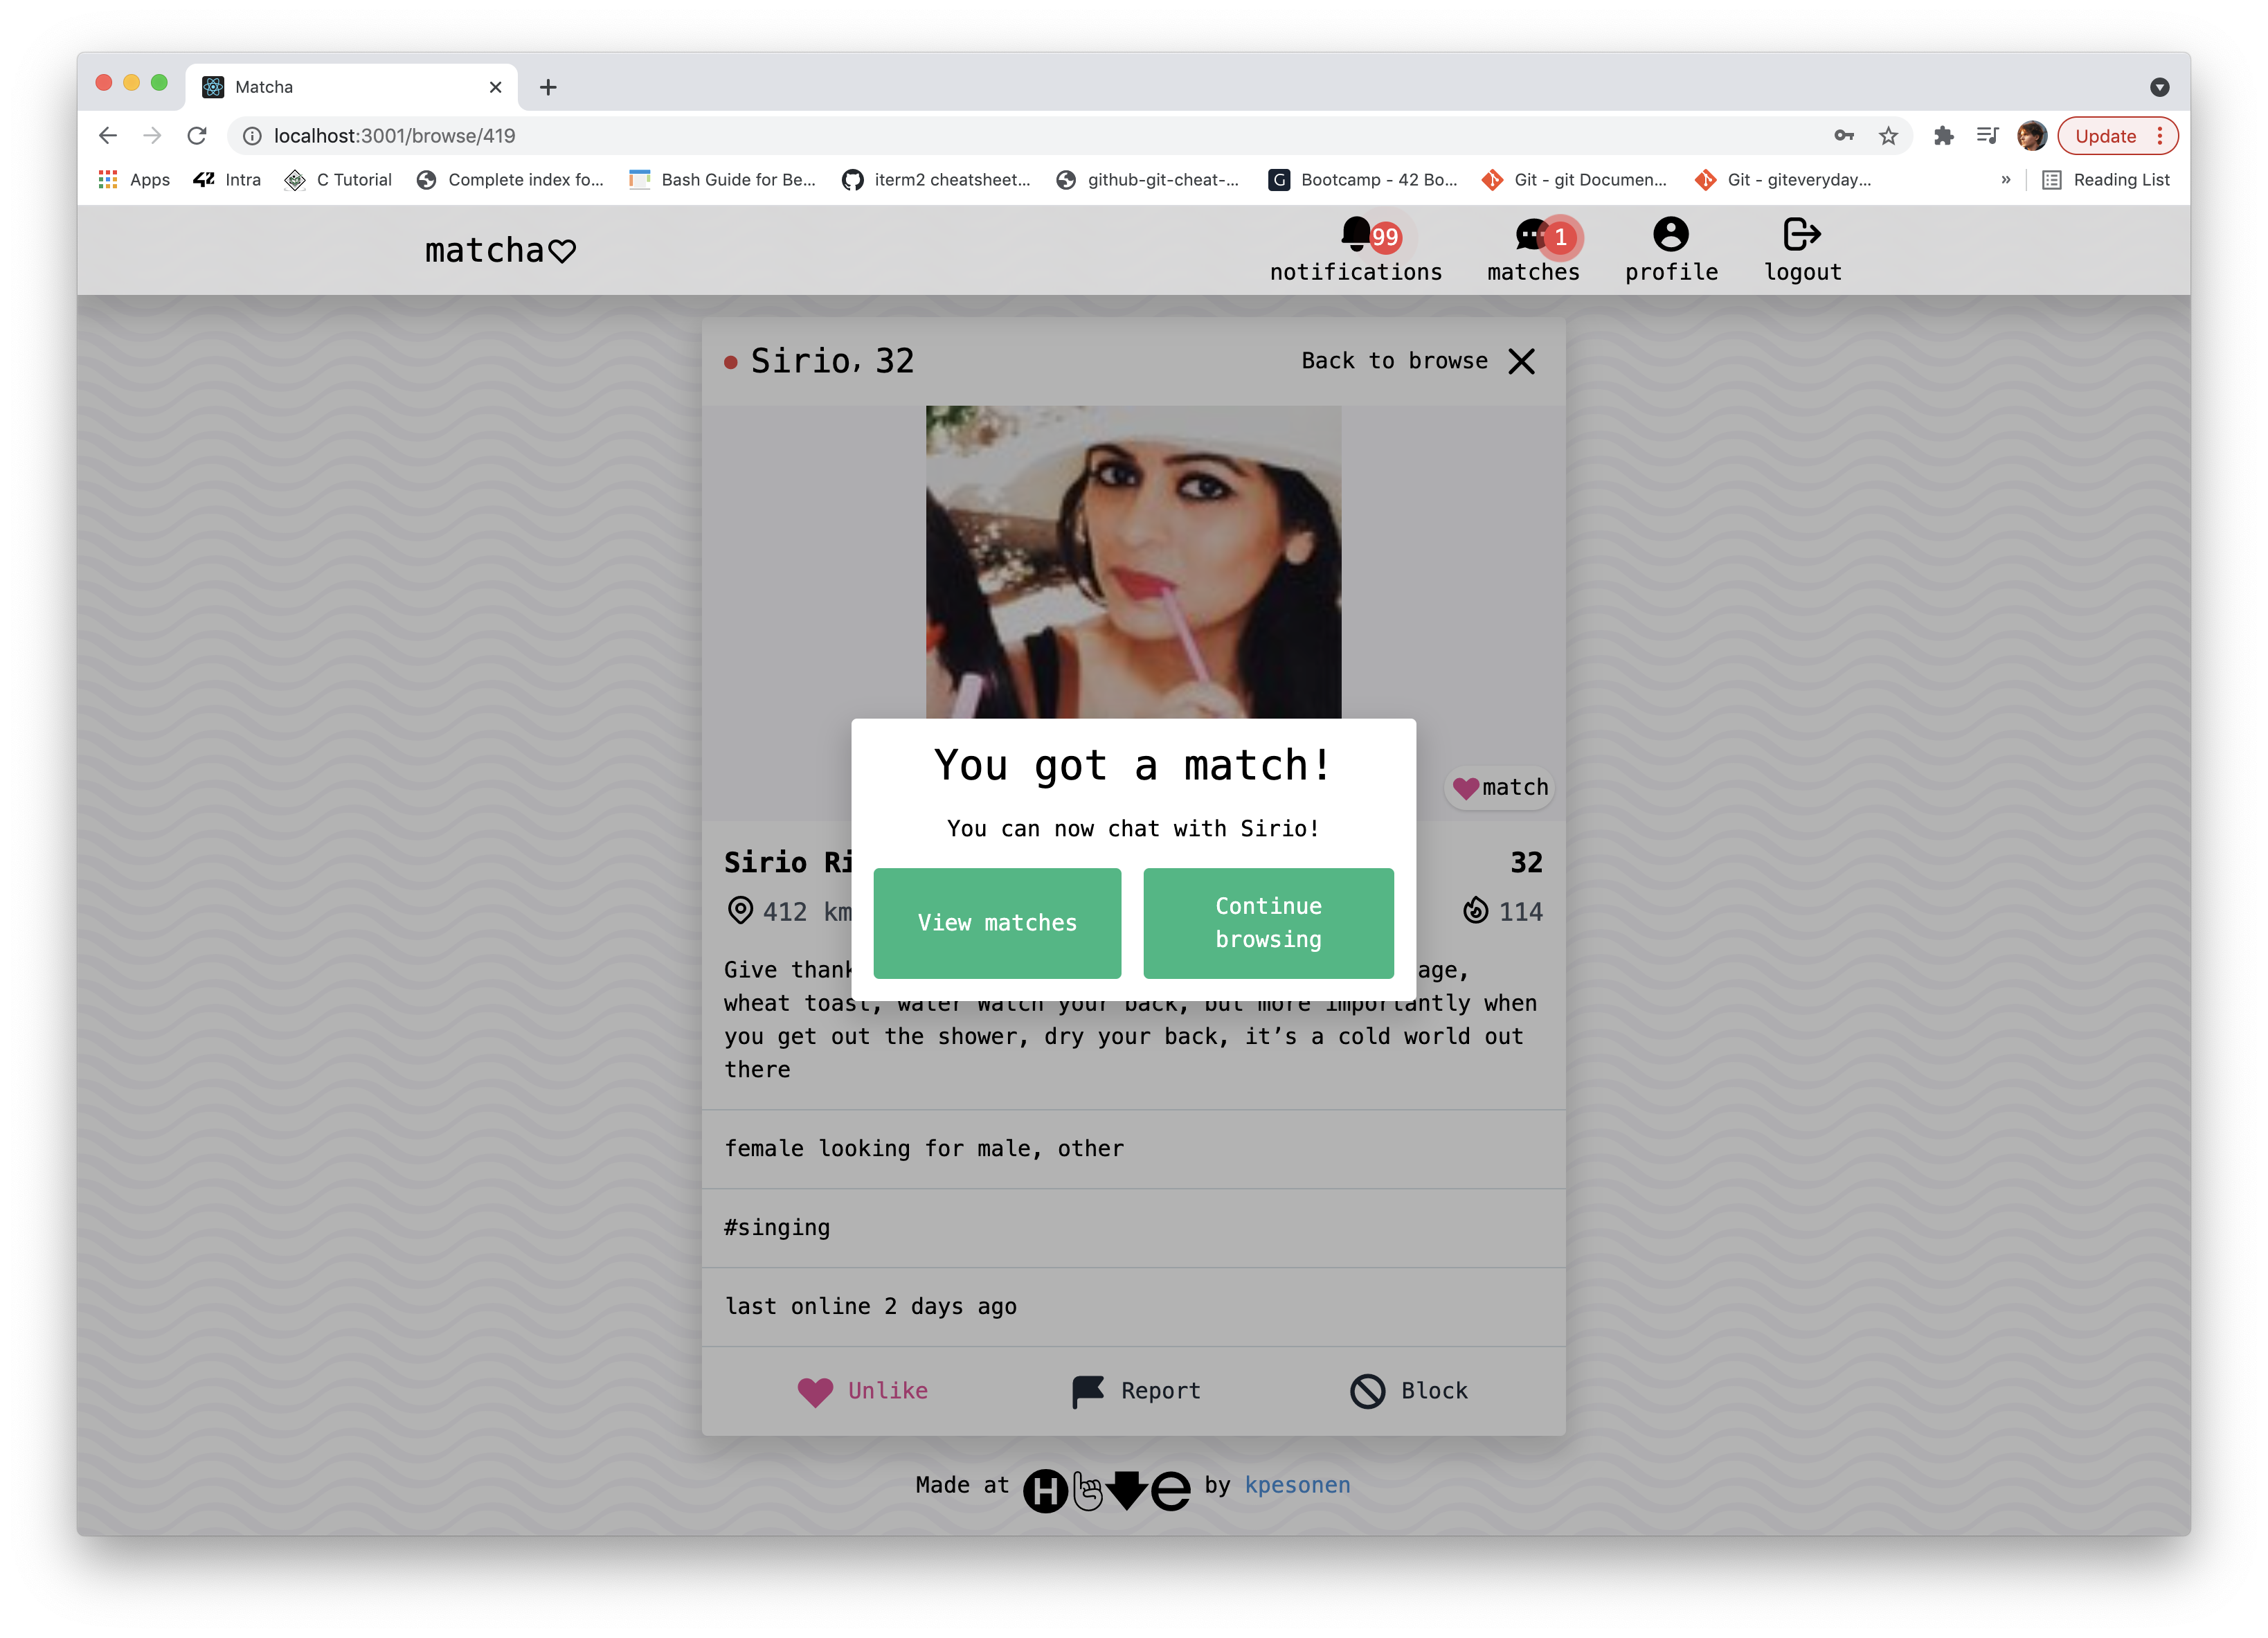 Matcha
localhost:3001/browse/419
Update
Apps
Intra
C Tutorial
Complete index fo...
Bash Guide for Be...
iterm2 cheatsheet...
github-git-cheat-...
G
Bootcamp - 42 Bo...
Git - git Documen...
Git - giteveryday...
»
Reading List
matcha
99
notifications
1
matches
profile
logout
Sirio, 32
Back to browse
You got a match!
match
You can now chat with Sirio!
Sirio
32
412 km
114
View matches
Continue
browsing
Give
age,
wheat toast, water Watch your back, but more importantly when
you get out the shower, dry your back, it’s a cold world out
there
female looking for male, other
#singing
last online 2 days ago
Unlike
Report
Block
Made at H e by kpesonen